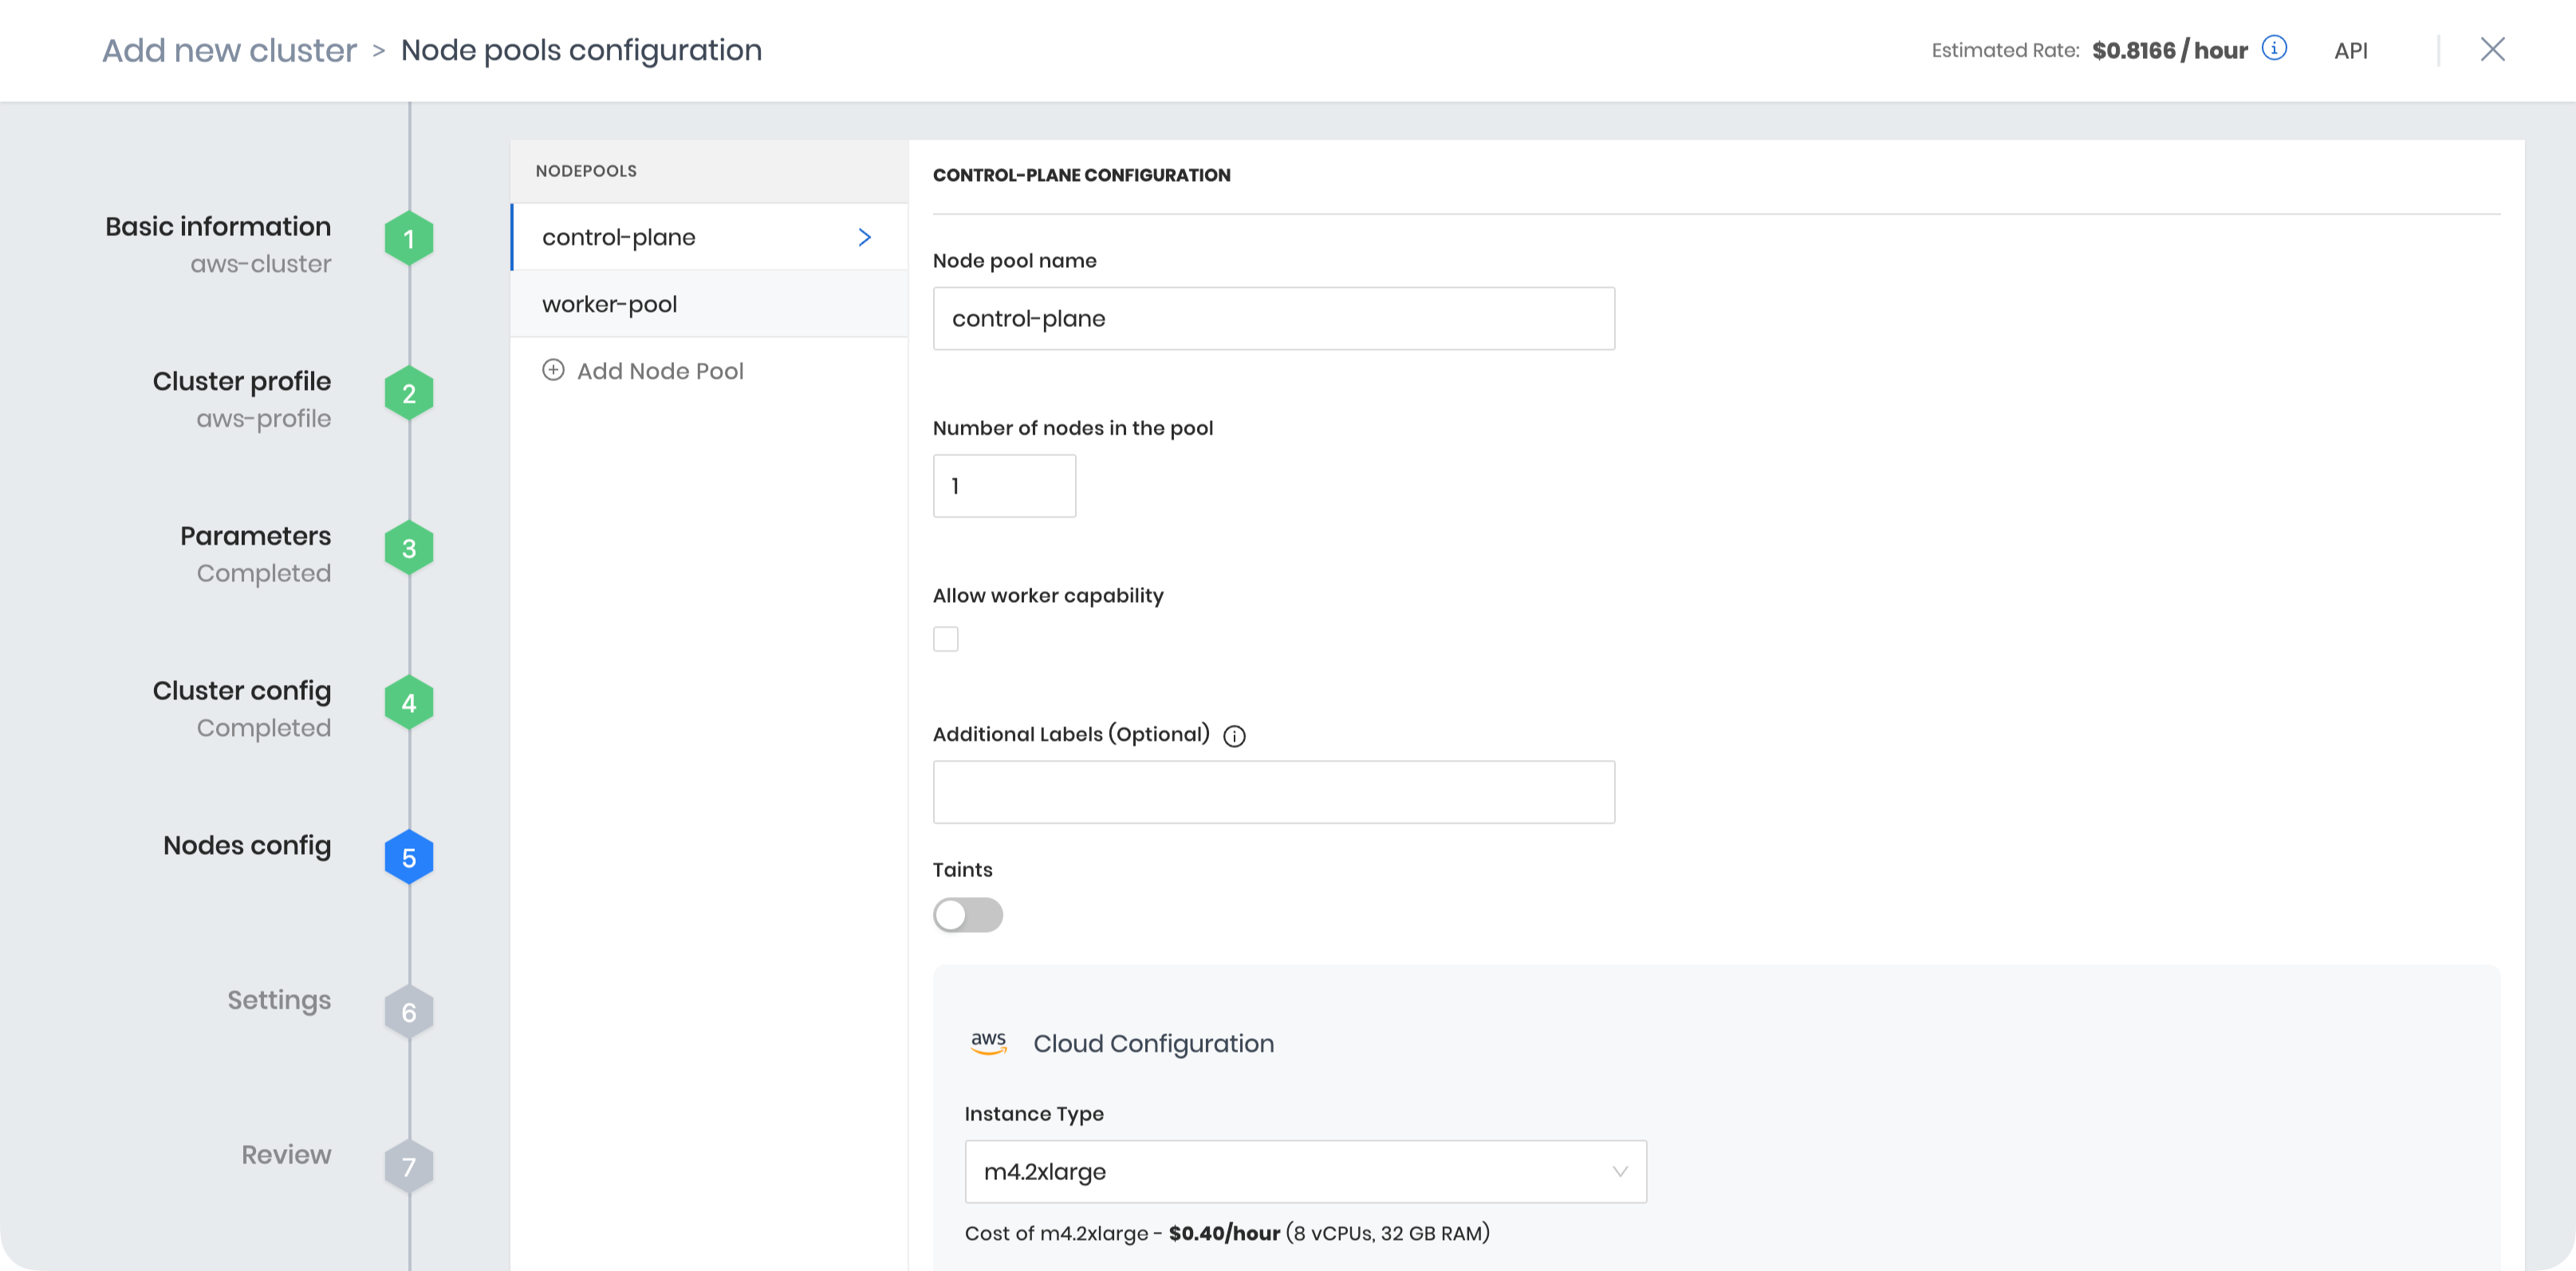 Add new cluster > Node pools configuration
Estimated Rate: $0.8166 / hour
API
Basic information
aws-cluster
1
Cluster profile
aws-profile
2
Parameters
Completed
3
Cluster config
Completed
4
Nodes config
5
Settings
6
Review
7
NODEPOOLS
control-plane
worker-pool
Add Node Pool
CONTROL-PLANE CONFIGURATION
Node pool name
control-plane
Number of nodes in the pool
1
Allow worker capability
Additional Labels (Optional)
Taints
aws
Cloud Configuration
Instance Type
m4.2xlarge
Cost of m4.2xlarge - $0.40/hour (8 vCPUs, 32 GB RAM)